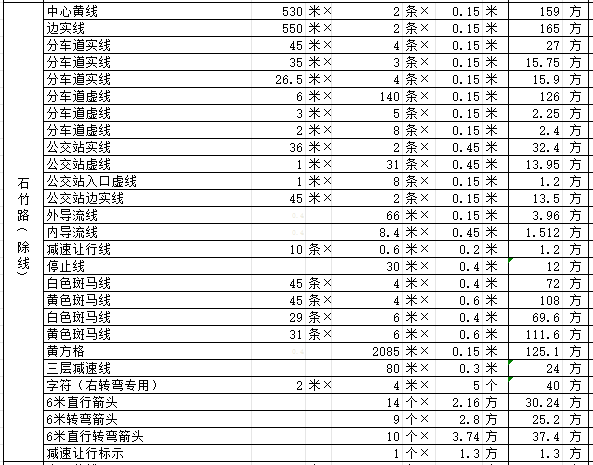 石竹路（除线）
中心黄线 530 米× 2 条× 0.15 米 159 方
边实线 550 米× 2 条× 0.15 米 165 方
分车道实线 45 米× 4 条× 0.15 米 27 方
分车道实线 35 米× 3 条× 0.15 米 15.75 方
分车道实线 26.5 米× 4 条× 0.15 米 15.9 方
分车道虚线 6 米× 140 条× 0.15 米 126 方
分车道虚线 3 米× 5 条× 0.15 米 2.25 方
分车道虚线 2 米× 8 条× 0.15 米 2.4 方
公交站实线 36 米× 2 条× 0.45 米 32.4 方
公交站虚线 1 米× 31 条× 0.45 米 13.95 方
公交站入口虚线 1 米× 8 条× 0.15 米 1.2 方
公交站边实线 45 米× 2 条× 0.15 米 13.5 方
外导流线 66 米× 0.15 米 3.96 方
内导流线 8.4 米× 0.45 米 1.512 方
减速让行线 10 条× 0.6 米× 0.2 米 1.2 方
停止线 30 米× 0.4 米 12 方
白色斑马线 45 条× 4 米× 0.4 米 72 方
黄色斑马线 45 条× 4 米× 0.6 米 108 方
白色斑马线 29 条× 6 米× 0.4 米 69.6 方
黄色斑马线 31 条× 6 米× 0.6 米 111.6 方
黄方格 2085 米× 0.15 米 125.1 方
三层减速线 80 米× 0.3 米 24 方
字符（右转弯专用） 2 米× 4 米× 5 个 40 方
6米直行箭头 14 个× 2.16 方 30.24 方
6米转弯箭头 9 个× 2.8 方 25.2 方
6米直行转弯箭头 10 个× 3.74 方 37.4 方
减速让行标示 1 个× 1.3 方 1.3 方